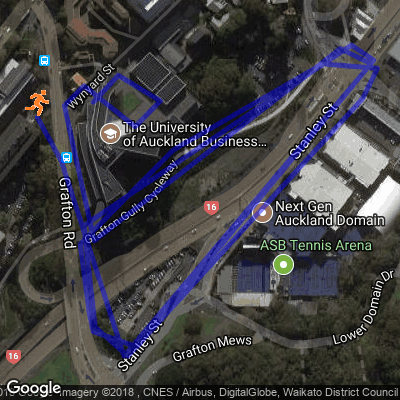 Wynyard St
The University
of Auckland Business...
Stanley St
Grafton Gully Cycleway
Grafton Rd
16
Next Gen
Auckland Domain
ASB Tennis Arena
Stanley St
Grafton Mews
Lower Domain Dr
16
Google
Imagery ©2018 , CNES / Airbus, DigitalGlobe, Waikato District Council